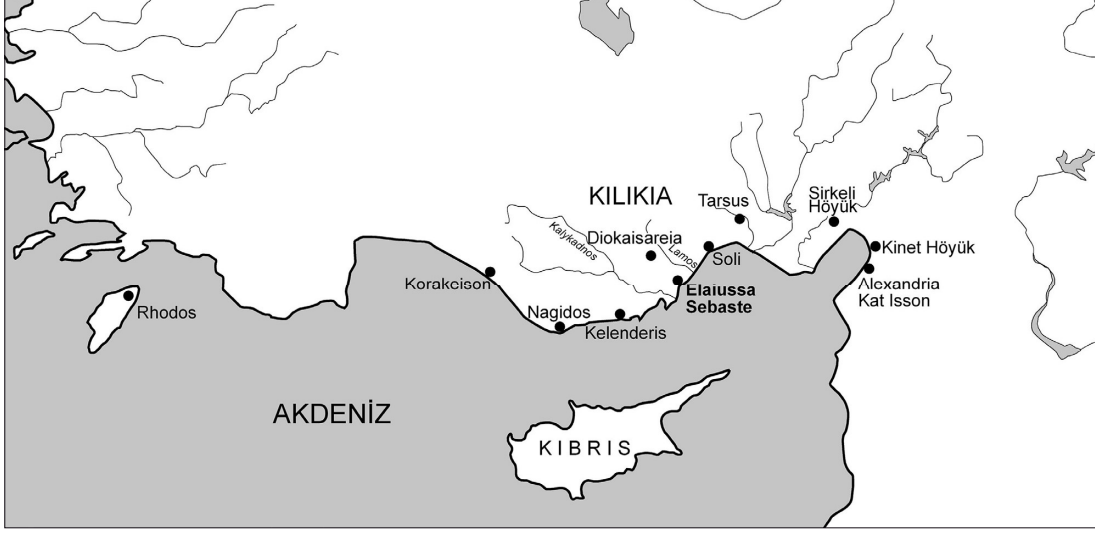 KILIKIA
Tarsus
Sirkeli
Höyük
Kalykadnos
Diokaisareia
Lamos
Soli
Kinet Höyük
Korakeison
Elaiussa
Sebaste
Alexandria
Kat Isson
Rhodos
Nagidos
Kelenderis
AKDENİZ
KIBRIS